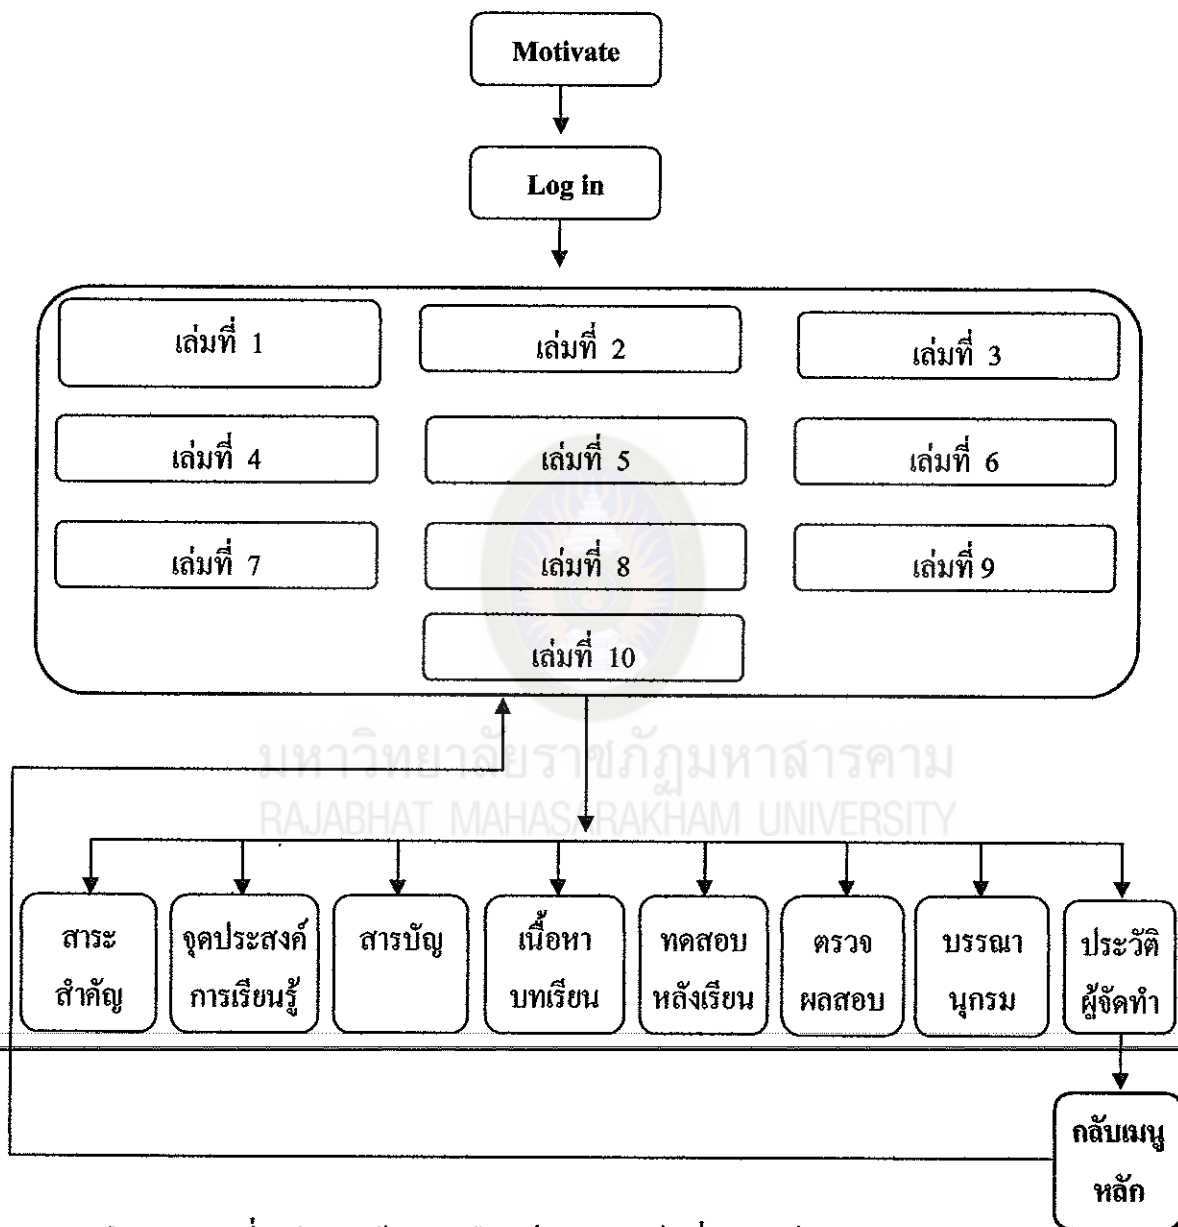 Motivate
Log in
เล่มที่ 1
เล่มที่ 2
เล่มที่ 3
เล่มที่ 4
เล่มที่ 5
เล่มที่ 6
เล่มที่ 7
เล่มที่ 8
เล่มที่ 9
เล่มที่ 10
มหาวิทยาลัยราชภัฏมหาสารคาม
RAJABHAT MAHASARAKHAM UNIVERSITY
สาระ
สำคัญ
จุดประสงค์
การเรียนรู้
สารบัญ
เนื้อหา
บทเรียน
ทดสอบ
หลังเรียน
ตรวจ
ผลสอบ
บรรณา
นุกรม
ประวัติ
ผู้จัดทำ
กลับเมนู
หลัก